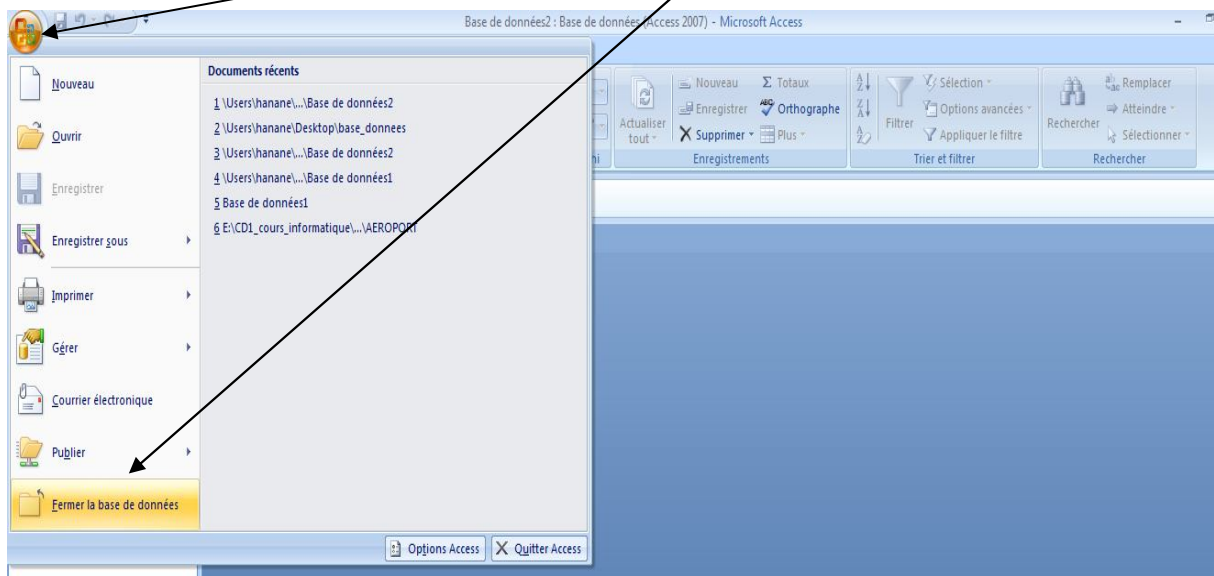 Base de données2 : Base de données (Access 2007) - Microsoft Access
Nouveau
Ouvrir
Enregistrer
Enregistrer sous
Imprimer
Gérer
Courrier électronique
Publier
Fermer la base de données
Documents récents
1 \Users\hanane\...\Base de données2
2 \Users\hanane\Desktop\base_donnees
3 \Users\hanane\...\Base de données2
4 \Users\hanane\...\Base de données1
5 Base de données1
6 E:\CD1_cours_informatique\...\AEROPORT
Options Access
Quitter Access
Actualiser
tout
Nouveau
Enregistrer
Supprimer
Totaux
Orthographe
Plus
Enregistrements
Filtrer
Sélection
Options avancées
Appliquer le filtre
Trier et filtrer
Rechercher
Remplacer
Atteindre
Sélectionner
Rechercher